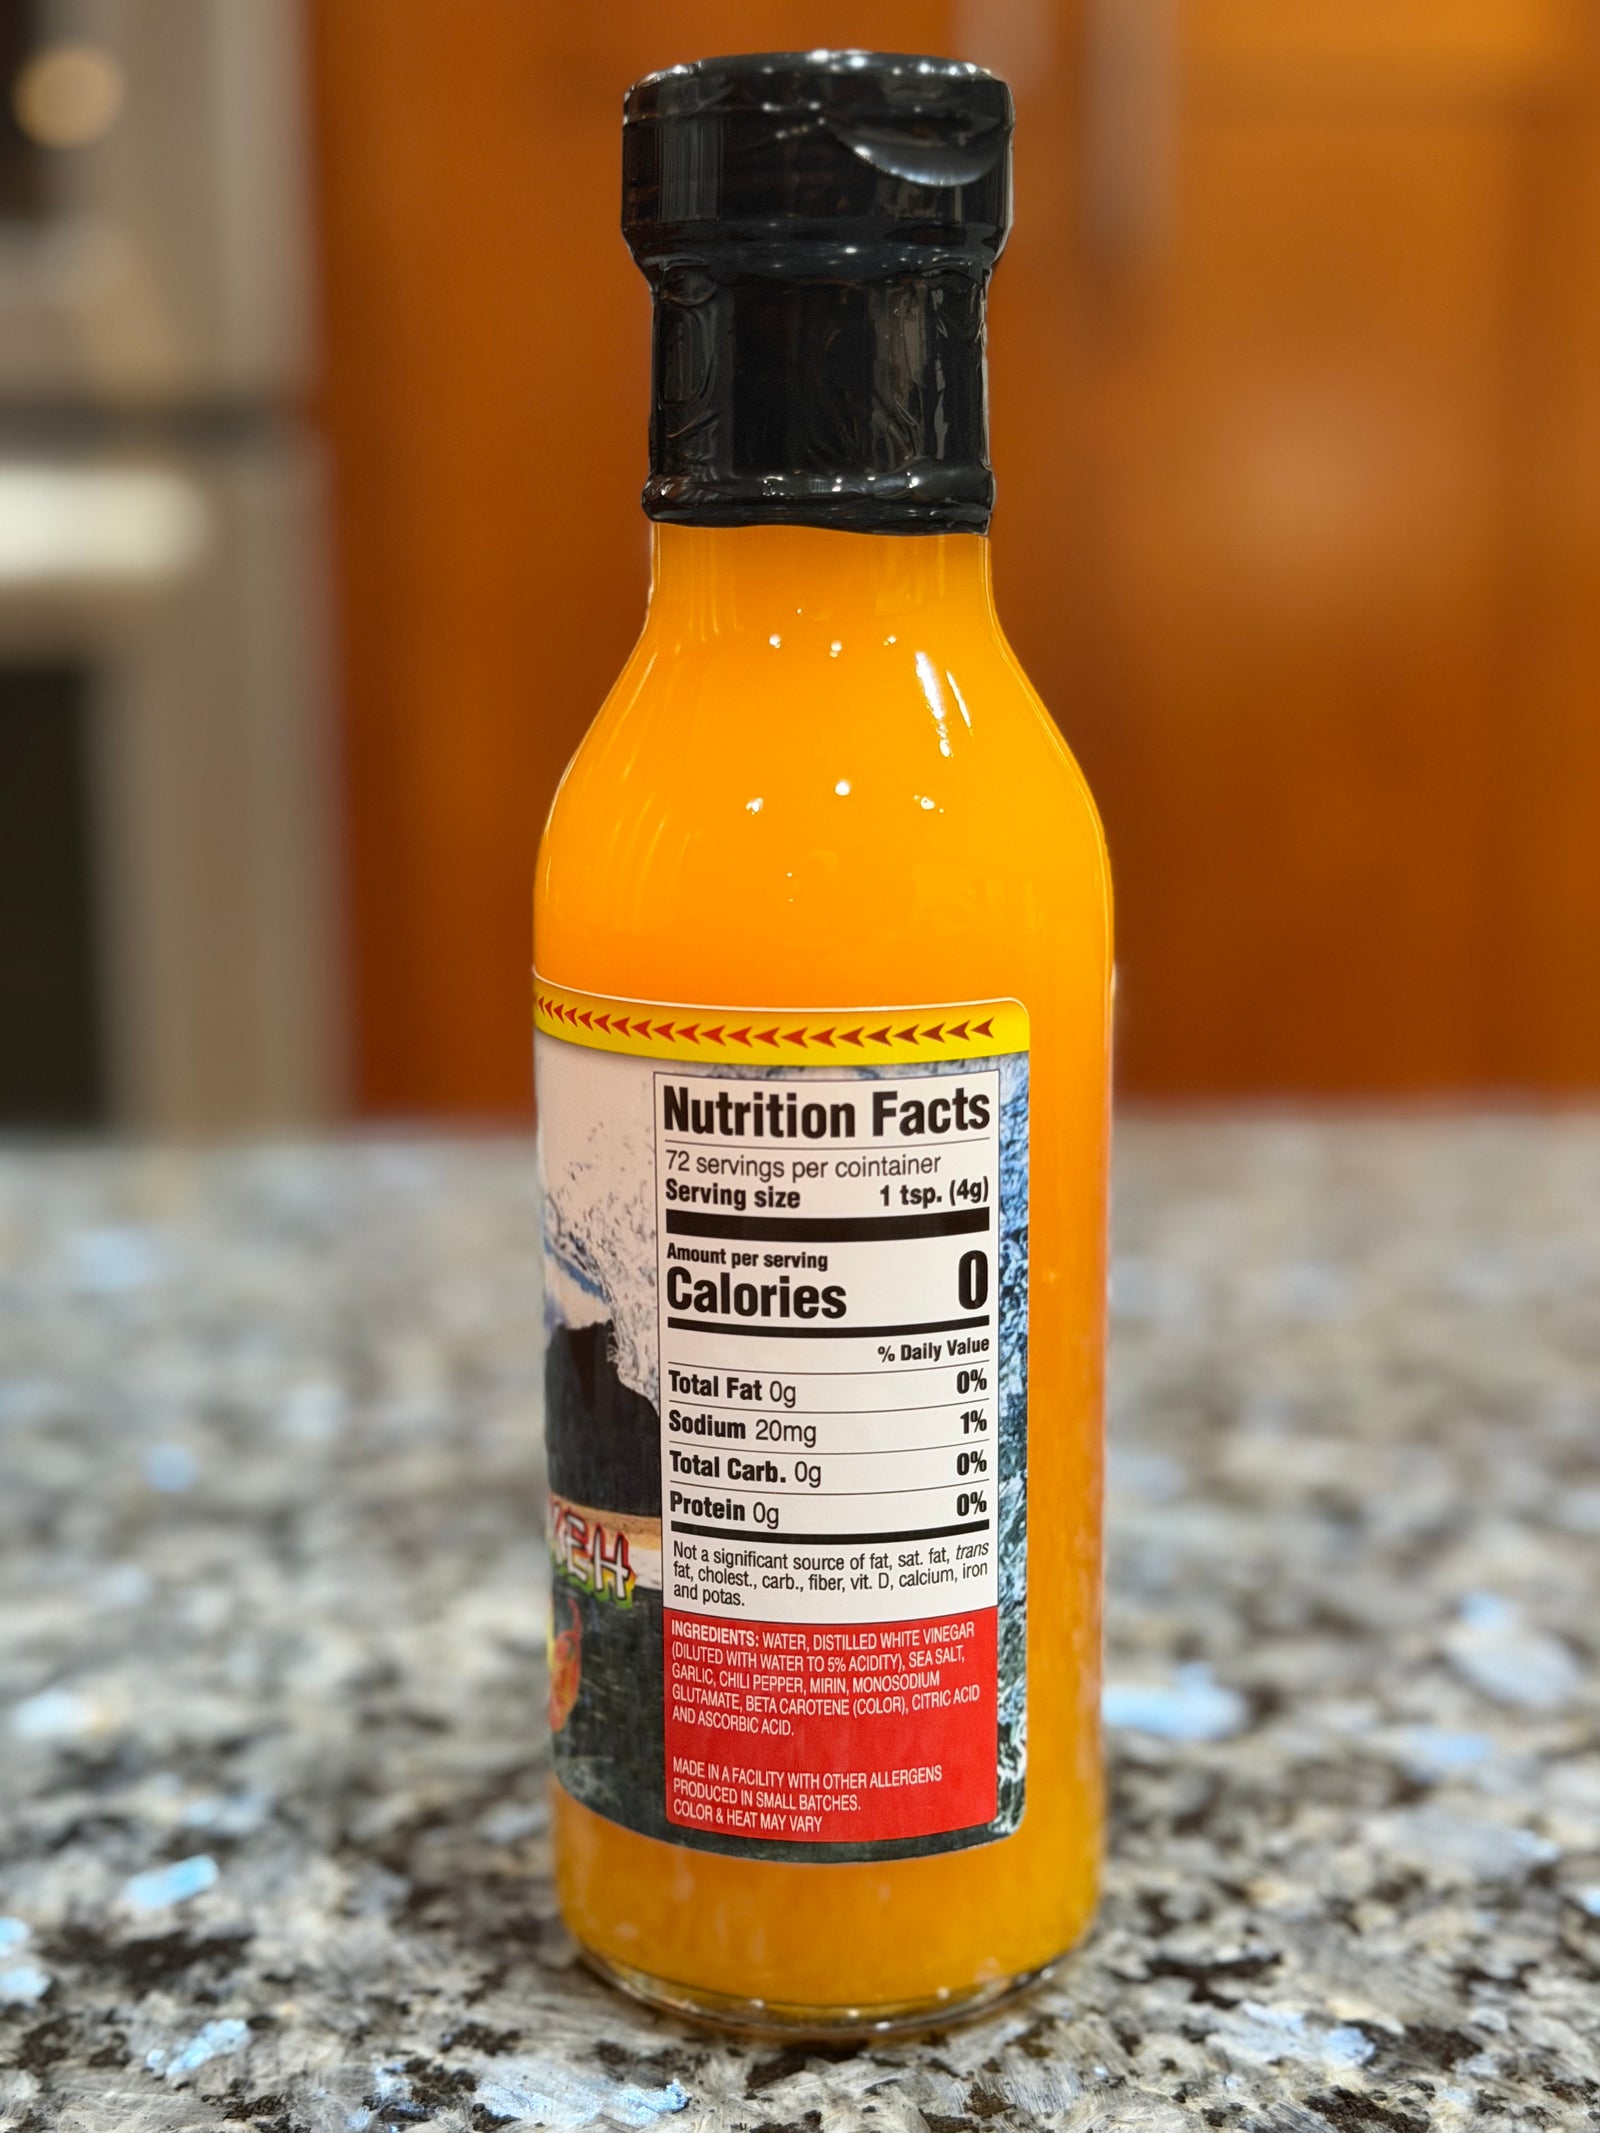 Nutrition Facts
72 servings per cointainer
Serving size 1 tsp. (4g)
Amount per serving
Calories 0
% Daily Value
Total Fat 0g 0%
Sodium 20mg 1%
Total Carb. 0g 0%
Protein 0g 0%
Not a significant source of fat, sat. fat, trans
fat, cholest., carb., fiber, vit. D, calcium, iron
and potas.
INGREDIENTS: WATER, DISTILLED WHITE VINEGAR
(DILUTED WITH WATER TO 5% ACIDITY), SEA SALT,
GARLIC, CHILI PEPPER, MIRIN, MONOSODIUM
GLUTAMATE, BETA CAROTENE (COLOR), CITRIC ACID
AND ASCORBIC ACID.
MADE IN A FACILITY WITH OTHER ALLERGENS
PRODUCED IN SMALL BATCHES.
COLOR & HEAT MAY VARY